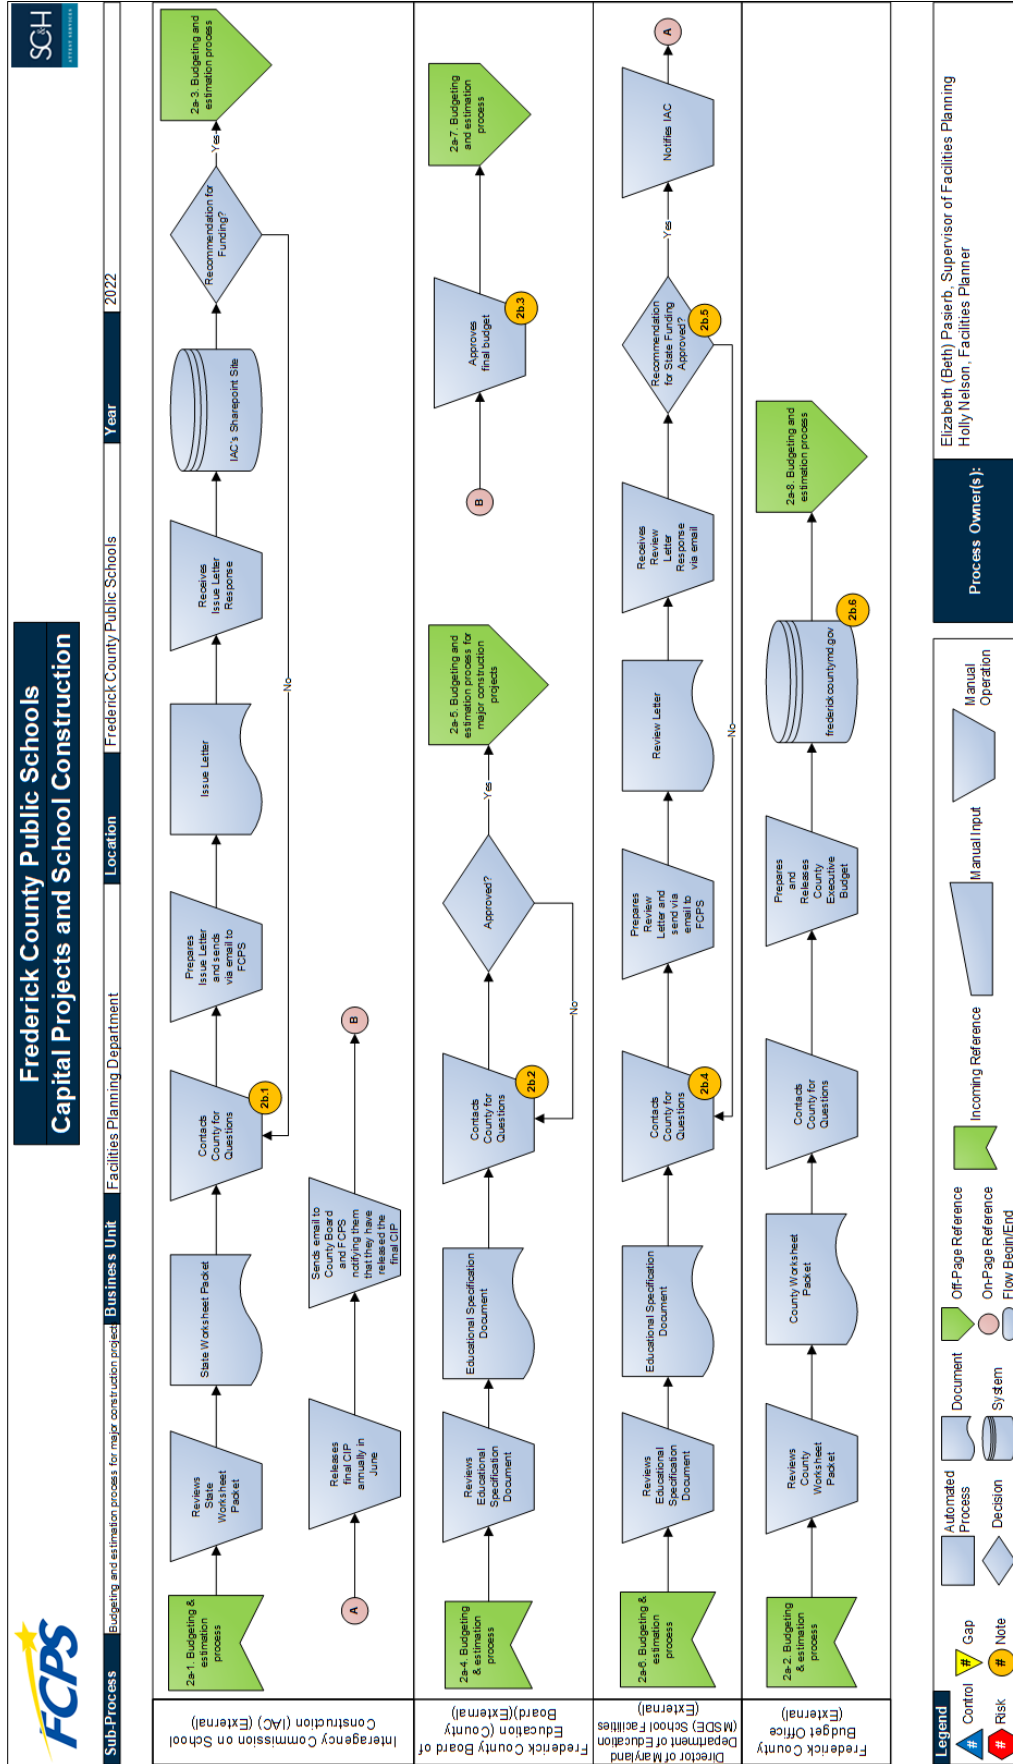 FCPS
Frederick County Public Schools
Capital Projects and School Construction
SC&H
ATTEST SERVICES
Sub-Process
Budgeting and estimation process for major construction project
Business Unit
Facilities Planning Department
Location
Frederick County Public Schools
Year
2022
Interagency Commission on School
Construction (IAC) (External)
2a-1. Budgeting &
estimation
process
Reviews
State
Worksheet
Packet
State Worksheet Packet
Contacts
County for
Questions
2b.1
Prepares
Issue Letter
and sends
via email to
FCPS
Issue Letter
Receives
Issue Letter
Response
IAC's Sharepoint Site
Recommendation for
Funding?
Yes
No
2a-3. Budgeting and
estimation process
A
Releases
final CIP
annually in
June
Sends email to
County Board
and FCPS
notifying them
that they have
released the
final CIP
B
Frederick County Board of
Education (County
Board)(External)
2a-4. Budgeting
& estimation
process
Reviews
Educational
Specification
Document
Educational Specification
Document
Contacts
County for
Questions
2b.2
Approved?
Yes
No
2a-5. Budgeting and
estimation process for
major construction
projects
B
Approves
final budget
2b.3
2a-7. Budgeting
and estimation
process
Director of Maryland
Department of Education
(MSDE) School Facilities
(External)
2a-6. Budgeting &
estimation
process
Reviews
Educational
Specification
Document
Educational Specification
Document
Contacts
County for
Questions
2b.4
Prepares
Review
Letter and
send via
email to
FCPS
Review Letter
Receives
Review
Letter
Response
via email
Recommendation
for State Funding
Approved?
2b.5
Yes
No
Notifies IAC
A
Frederick County
Budget Office
(External)
2a-2. Budgeting
& estimation
process
Reviews
County
Worksheet
Packet
County Worksheet
Packet
Contacts
County for
Questions
Prepares
and
Releases
County
Executive
Budget
frederickcountymd.gov
2b.6
2a-8. Budgeting and
estimation process
Legend
# Control
# Gap
# Risk
# Note
Automated
Process
Document
Decision
System
Off-Page Reference
On-Page Reference
Flow Begin/End
Incoming Reference
Manual Input
Manual
Operation
Process Owner(s):
Elizabeth (Beth) Pasierb, Supervisor of Facilities Planning
Holly Nelson, Facilities Planner